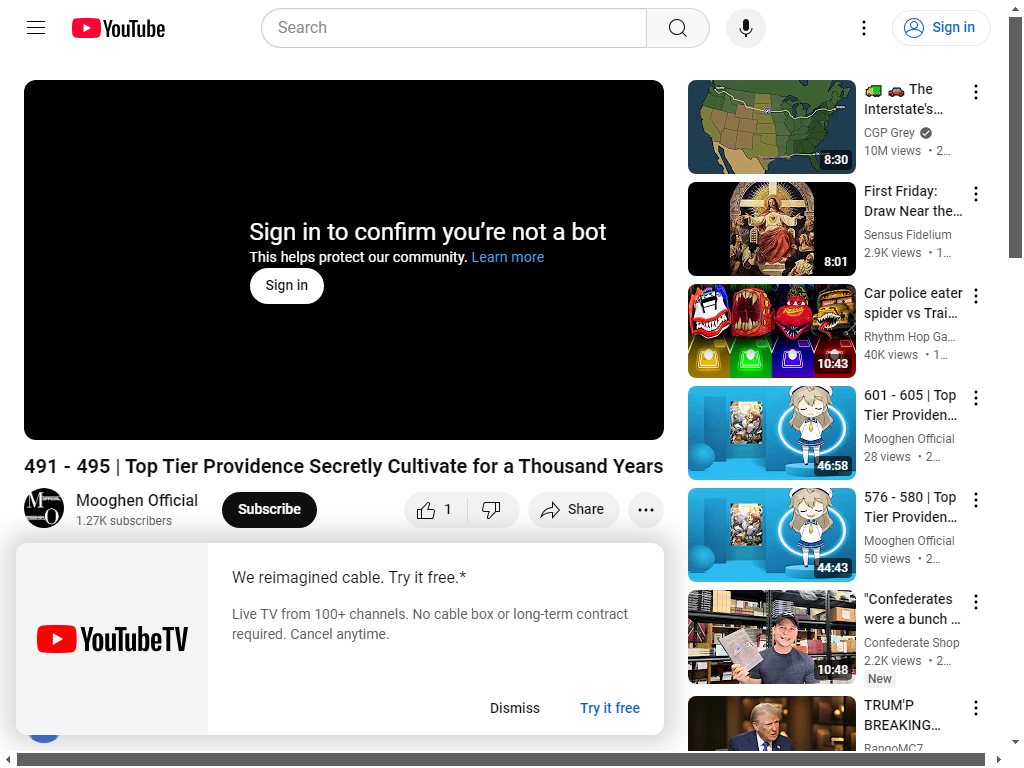 YouTube
Search
Sign in
Sign in to confirm you’re not a bot
This helps protect our community. Learn more
Sign in
491 - 495 | Top Tier Providence Secretly Cultivate for a Thousand Years
Mooghen Official
1.27K subscribers
Subscribe
1
Share
We reimagined cable. Try it free.*
Live TV from 100+ channels. No cable box or long-term contract
required. Cancel anytime.
YouTubeTV
Dismiss
Try it free
8:30
🚚 🚗 The
Interstate's…
CGP Grey
10M views • 2…
8:01
First Friday:
Draw Near the…
Sensus Fidelium
2.9K views • 1…
10:43
Car police eater
spider vs Trai…
Rhythm Hop Ga…
40K views • 1…
46:58
601 - 605 | Top
Tier Providen…
Mooghen Official
28 views • 2…
44:43
576 - 580 | Top
Tier Providen…
Mooghen Official
50 views • 2…
10:48
"Confederates
were a bunch …
Confederate Shop
2.2K views • 2…
New
TRUM'P
BREAKING…
RangoMC7